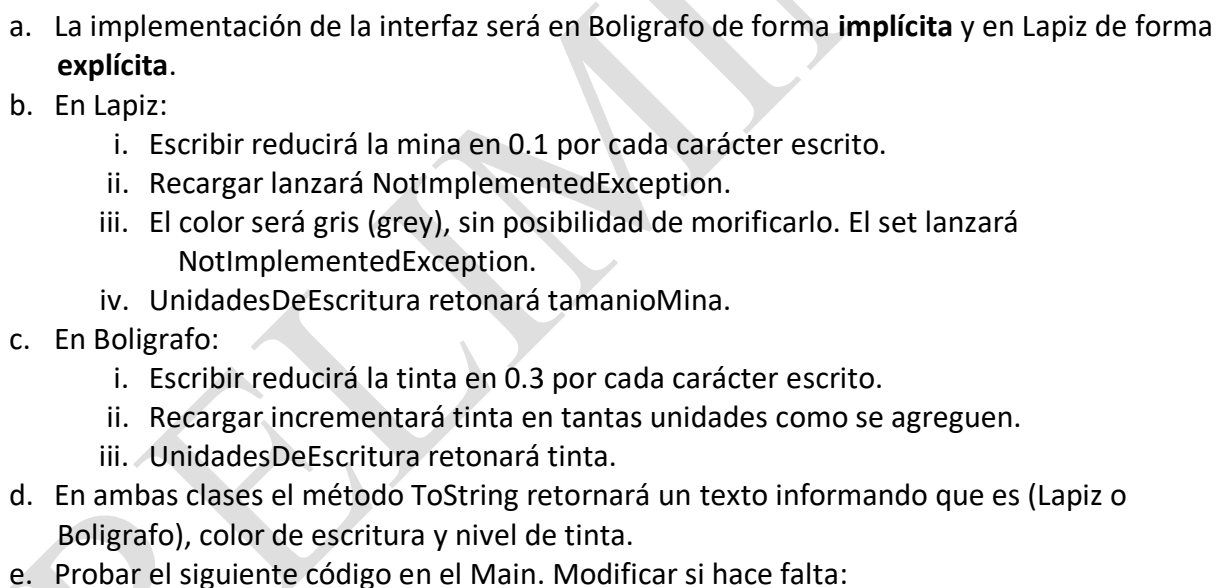 a. La implementación de la interfaz será en Boligrafo de forma implícita y en Lapiz de forma
explícita.
b. En Lapiz:
i. Escribir reducirá la mina en 0.1 por cada carácter escrito.
ii. Recargar lanzará NotImplementedException.
iii. El color será gris (grey), sin posibilidad de morificarlo. El set lanzará
NotImplementedException.
iv. UnidadesDeEscritura retonará tamanioMina.
c. En Boligrafo:
i. Escribir reducirá la tinta en 0.3 por cada carácter escrito.
ii. Recargar incrementará tinta en tantas unidades como se agreguen.
iii. UnidadesDeEscritura retonará tinta.
d. En ambas clases el método ToString retornará un texto informando que es (Lapiz o
Boligrafo), color de escritura y nivel de tinta.
e. Probar el siguiente código en el Main. Modificar si hace falta: